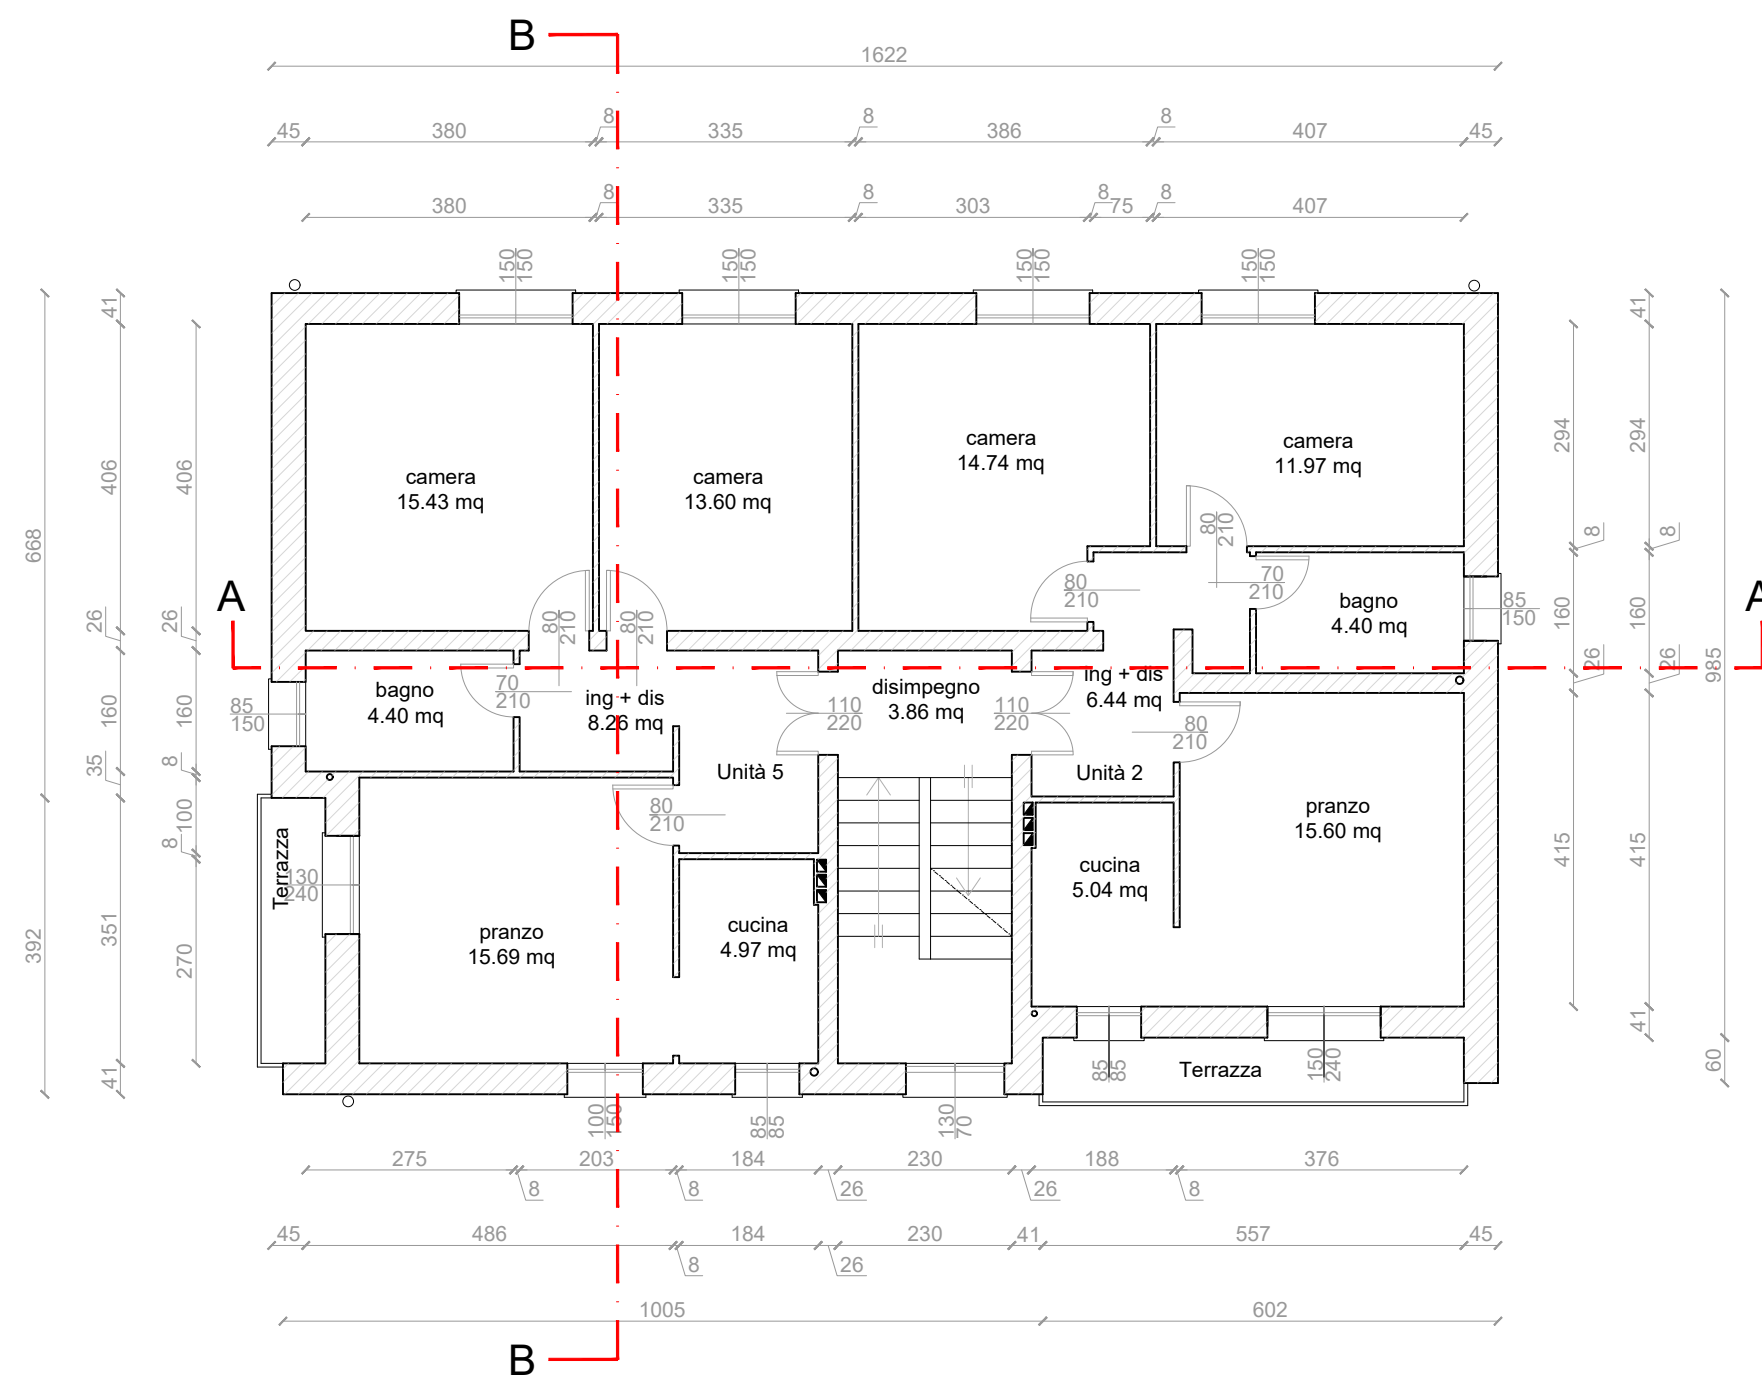 B
1622
45 380 8 335 8 386 8 407 45
380 8 335 8 303 8 75 8 407
150 150 150 150
150 150 150 150
41 41
406 406 294 294
camera
15.43 mq
camera
13.60 mq
camera
14.74 mq
camera
11.97 mq
668
8 8
80
210
80
210
80
210
80
210
70
210
A A
26 26
160 160
bagno
4.40 mq
85
150
26 26
985
bagno
4.40 mq
70
210
ing + dis
8.26 mq
disimpegno
3.86 mq
ing + dis
6.44 mq
85
150
110
220
110
220
80
210
160 160
35 8
Unità 5
Unità 2
100
8
80
210
pranzo
15.60 mq
415 415
Terrazza
130
240
cucina
5.04 mq
392
351
270
pranzo
15.69 mq
cucina
4.97 mq
41
60
41
Terrazza
85
85
150
240
100
150
85
85
130
70
275 203 184 230 188 376
8 8 26 26 8
45 486 184 230 41 557 45
8 26
1005 602
B